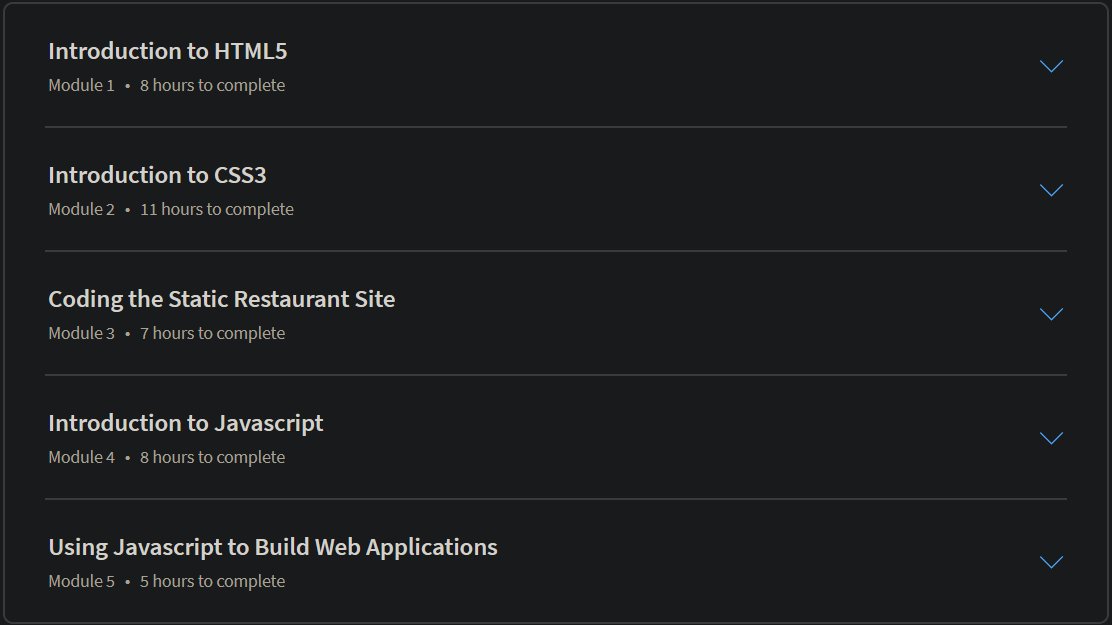 Introduction to HTML5
Module 1 • 8 hours to complete
Introduction to CSS3
Module 2 • 11 hours to complete
Coding the Static Restaurant Site
Module 3 • 7 hours to complete
Introduction to Javascript
Module 4 • 8 hours to complete
Using Javascript to Build Web Applications
Module 5 • 5 hours to complete